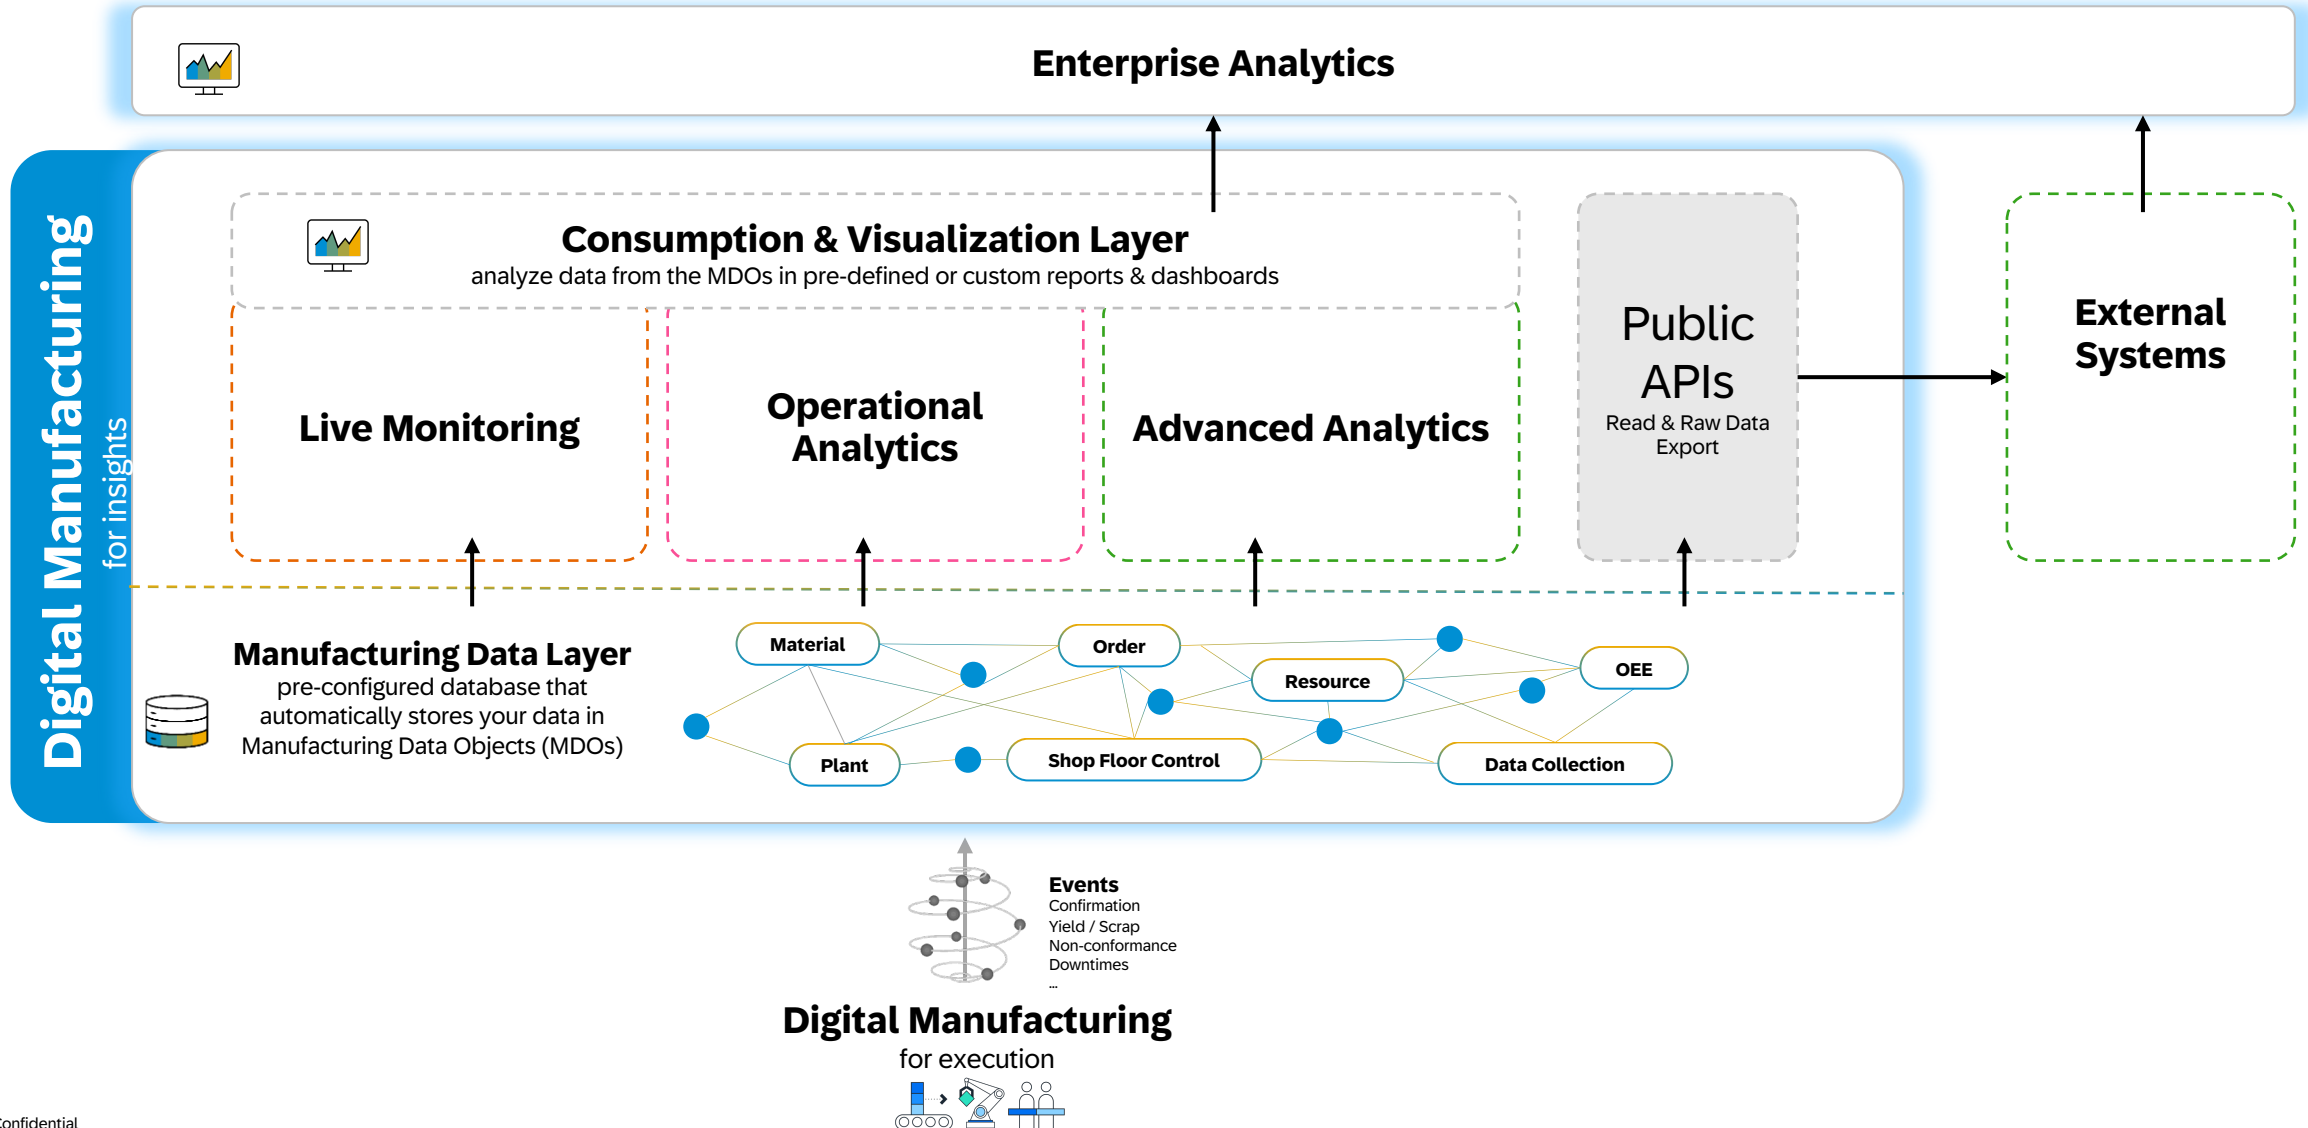 Enterprise Analytics
Digital Manufacturing
for insights
Consumption & Visualization Layer
analyze data from the MDOs in pre-defined or custom reports & dashboards
Live Monitoring
Operational
Analytics
Advanced Analytics
Public
APIs
Read & Raw Data
Export
External
Systems
Manufacturing Data Layer
pre-configured database that
automatically stores your data in
Manufacturing Data Objects (MDOs)
Material
Order
Resource
OEE
Plant
Shop Floor Control
Data Collection
Events
Confirmation
Yield / Scrap
Non-conformance
Downtimes
...
Digital Manufacturing
for execution
onfidential